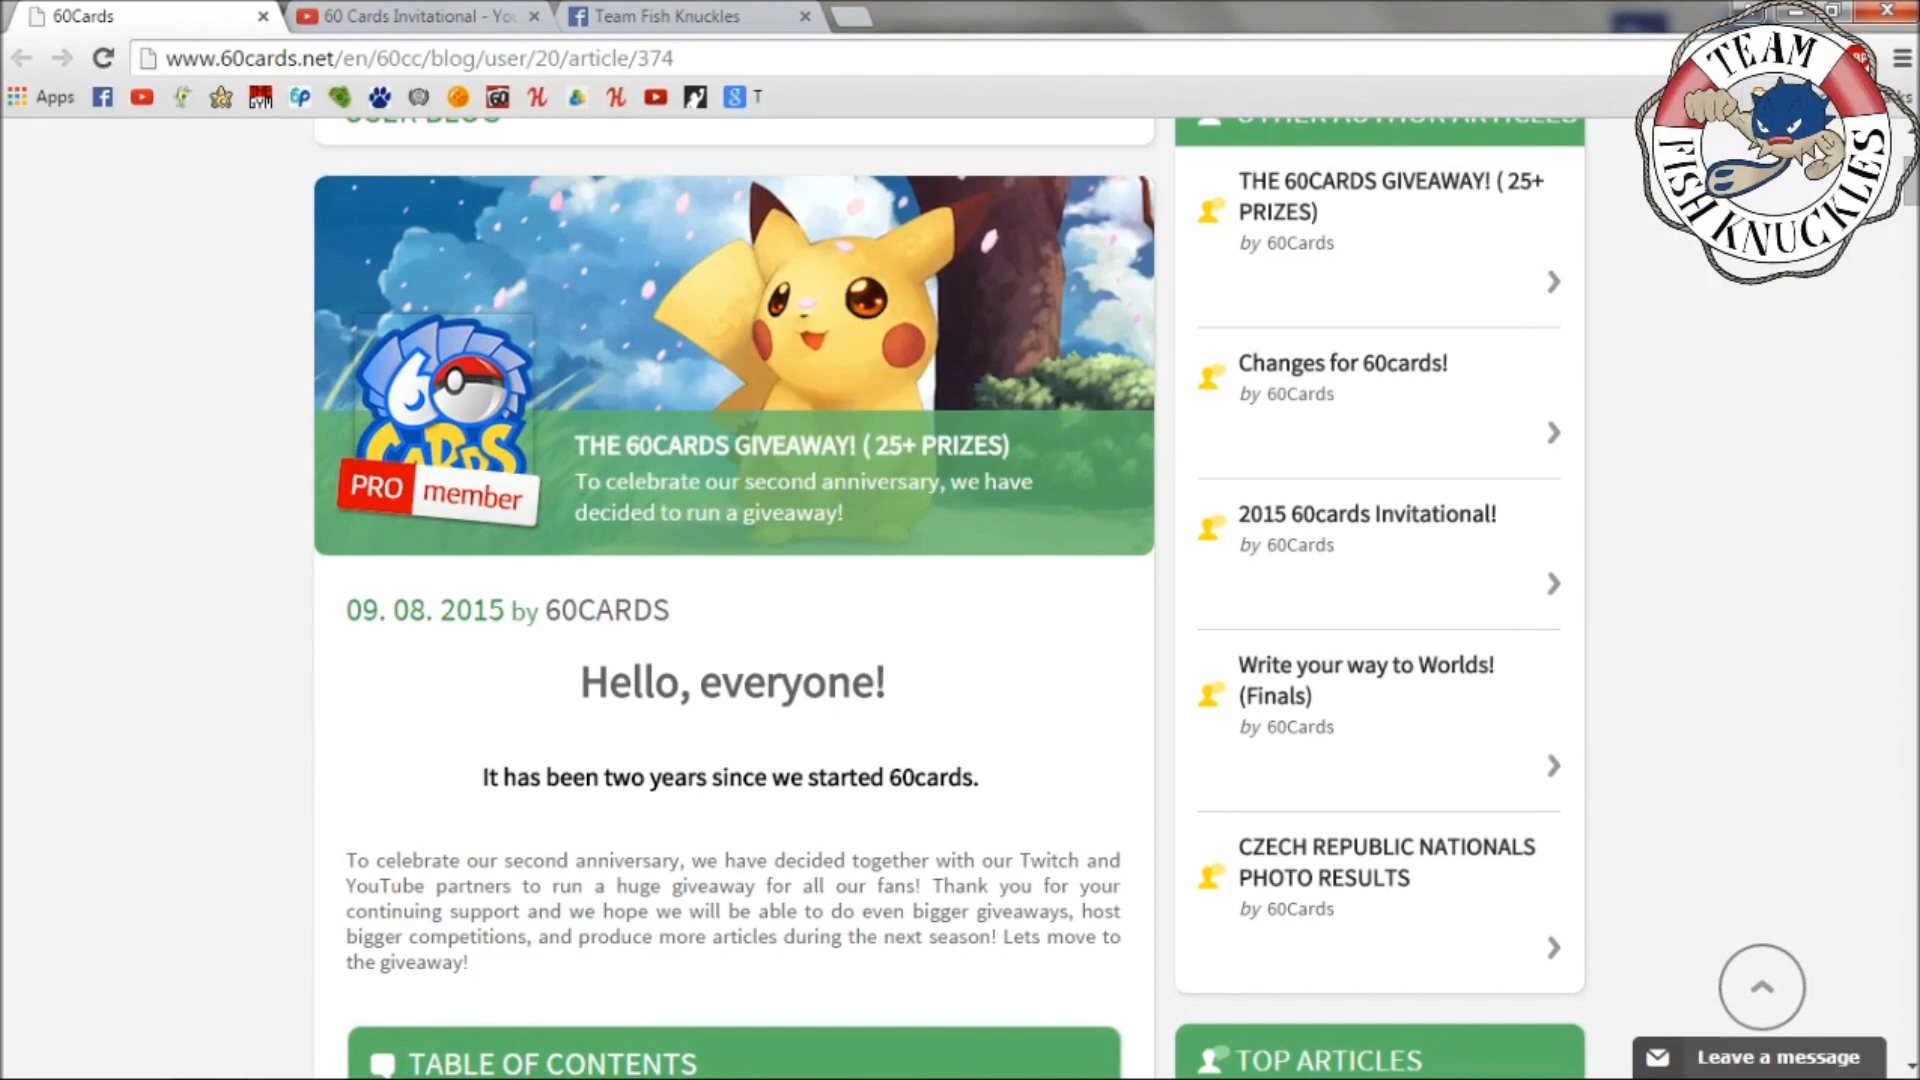 60Cards
60 Cards Invitational - You
Team Fish Knuckles
www.60cards.net/en/60cc/blog/user/20/article/374
Apps
T
TEAM
FISH KNUCKLES
USER BLOG
OTHER AUTHOR ARTICLES
60
CARDS
PRO member
THE 60CARDS GIVEAWAY! ( 25+ PRIZES)
To celebrate our second anniversary, we have
decided to run a giveaway!
09. 08. 2015 by 60CARDS
Hello, everyone!
It has been two years since we started 60cards.
To celebrate our second anniversary, we have decided together with our Twitch and
YouTube partners to run a huge giveaway for all our fans! Thank you for your
continuing support and we hope we will be able to do even bigger giveaways, host
bigger competitions, and produce more articles during the next season! Lets move to
the giveaway!
TABLE OF CONTENTS
THE 60CARDS GIVEAWAY! ( 25+
PRIZES)
by 60Cards
Changes for 60cards!
by 60Cards
2015 60cards Invitational!
by 60Cards
Write your way to Worlds!
(Finals)
by 60Cards
CZECH REPUBLIC NATIONALS
PHOTO RESULTS
by 60Cards
TOP ARTICLES
Leave a message